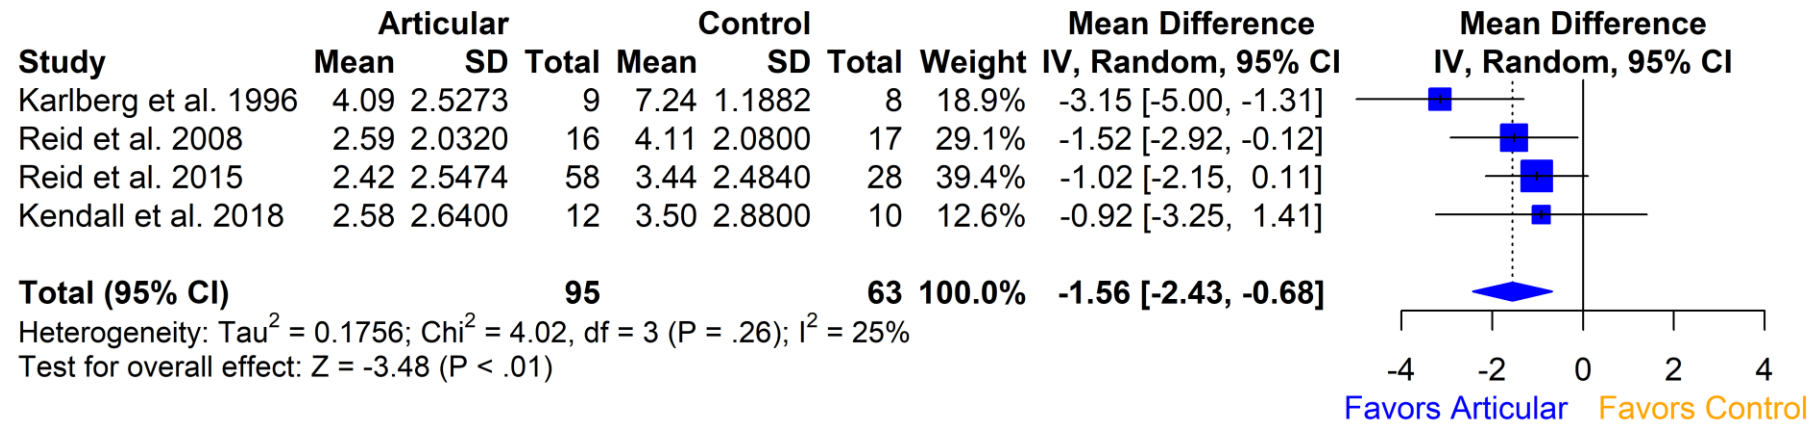 Articular Control Mean Difference Mean Difference
Study Mean SD Total Mean SD Total Weight IV, Random, 95% CI IV, Random, 95% CI
Karlberg et al. 1996 4.09 2.5273 9 7.24 1.1882 8 18.9% -3.15 [-5.00, -1.31]
Reid et al. 2008 2.59 2.0320 16 4.11 2.0800 17 29.1% -1.52 [-2.92, -0.12]
Reid et al. 2015 2.42 2.5474 58 3.44 2.4840 28 39.4% -1.02 [-2.15, 0.11]
Kendall et al. 2018 2.58 2.6400 12 3.50 2.8800 10 12.6% -0.92 [-3.25, 1.41]
Total (95% CI) 95 63 100.0% -1.56 [-2.43, -0.68]
Heterogeneity: Tau² = 0.1756; Chi² = 4.02, df = 3 (P = .26); I² = 25%
Test for overall effect: Z = -3.48 (P < .01)
-4 -2 0 2 4
Favors Articular Favors Control